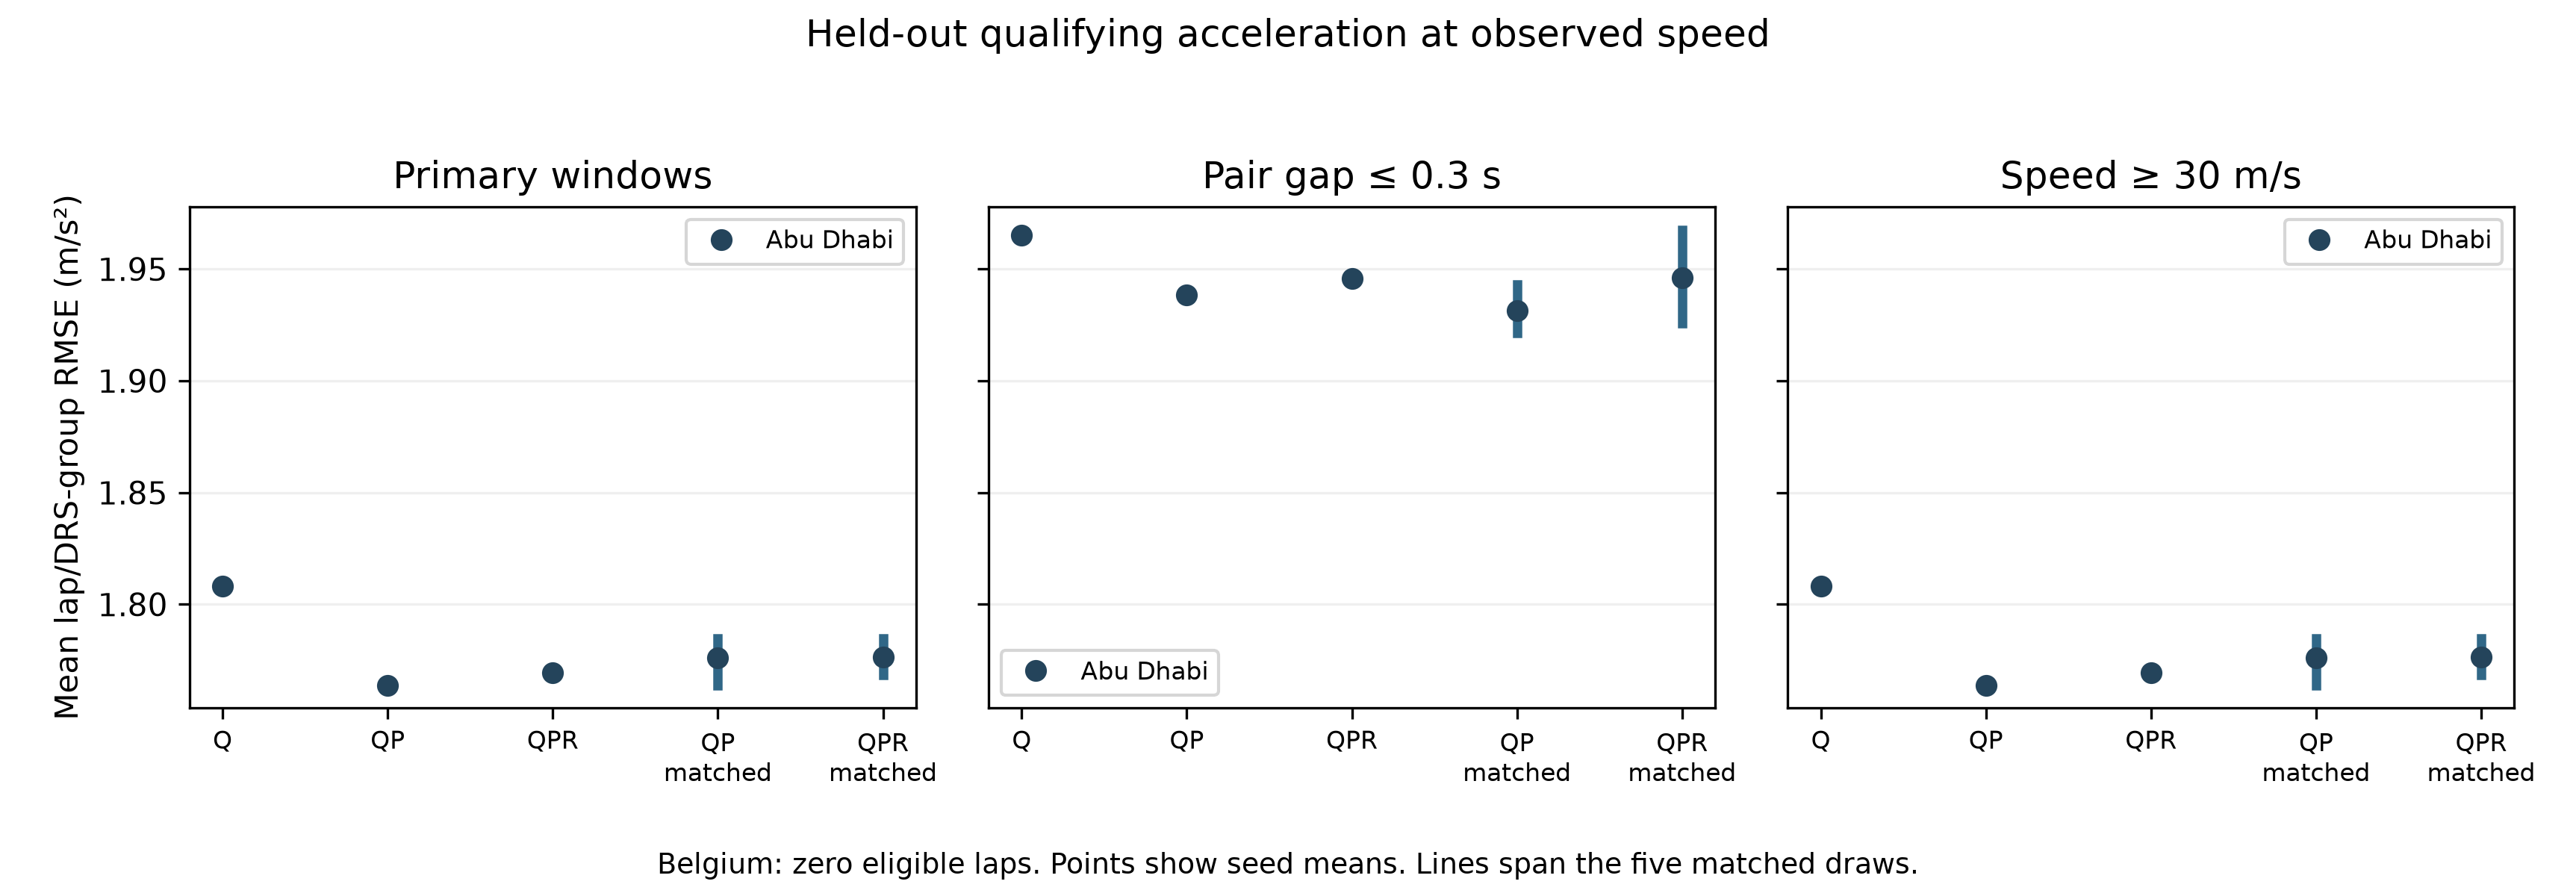 Held-out qualifying acceleration at observed speed
Primary windows
Pair gap ≤ 0.3 s
Speed ≥ 30 m/s
Mean lap/DRS-group RMSE (m/s²)
1.95
1.90
1.85
1.80
Abu Dhabi
Abu Dhabi
Abu Dhabi
Q
QP
QPR
QP
matched
QPR
matched
Q
QP
QPR
QP
matched
QPR
matched
Q
QP
QPR
QP
matched
QPR
matched
Belgium: zero eligible laps. Points show seed means. Lines span the five matched draws.